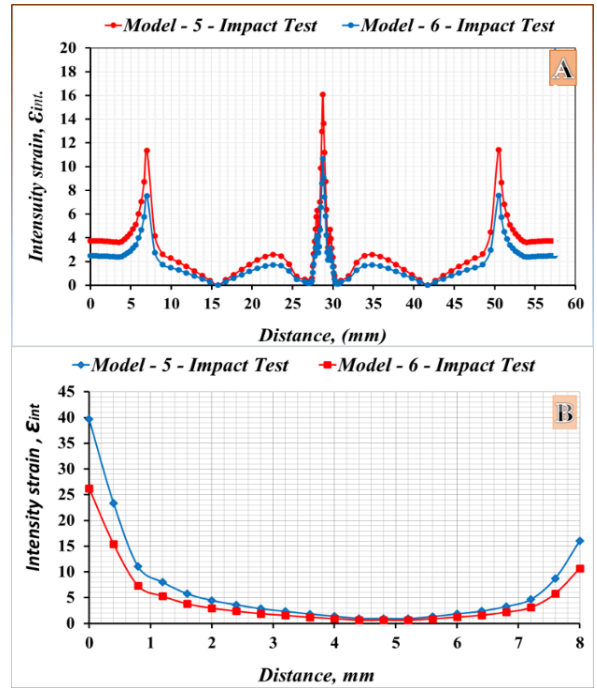 Model - 5 - Impact Test Model - 6 - Impact Test
A
20
18
16
14
12
10
8
6
4
2
0
Intensuity strain, εint.
0 5 10 15 20 25 30 35 40 45 50 55 60
Distance, (mm)
Model - 5 - Impact Test Model - 6 - Impact Test
B
45
40
35
30
25
20
15
10
5
0
Intensity strain , εint
0 1 2 3 4 5 6 7 8
Distance, mm